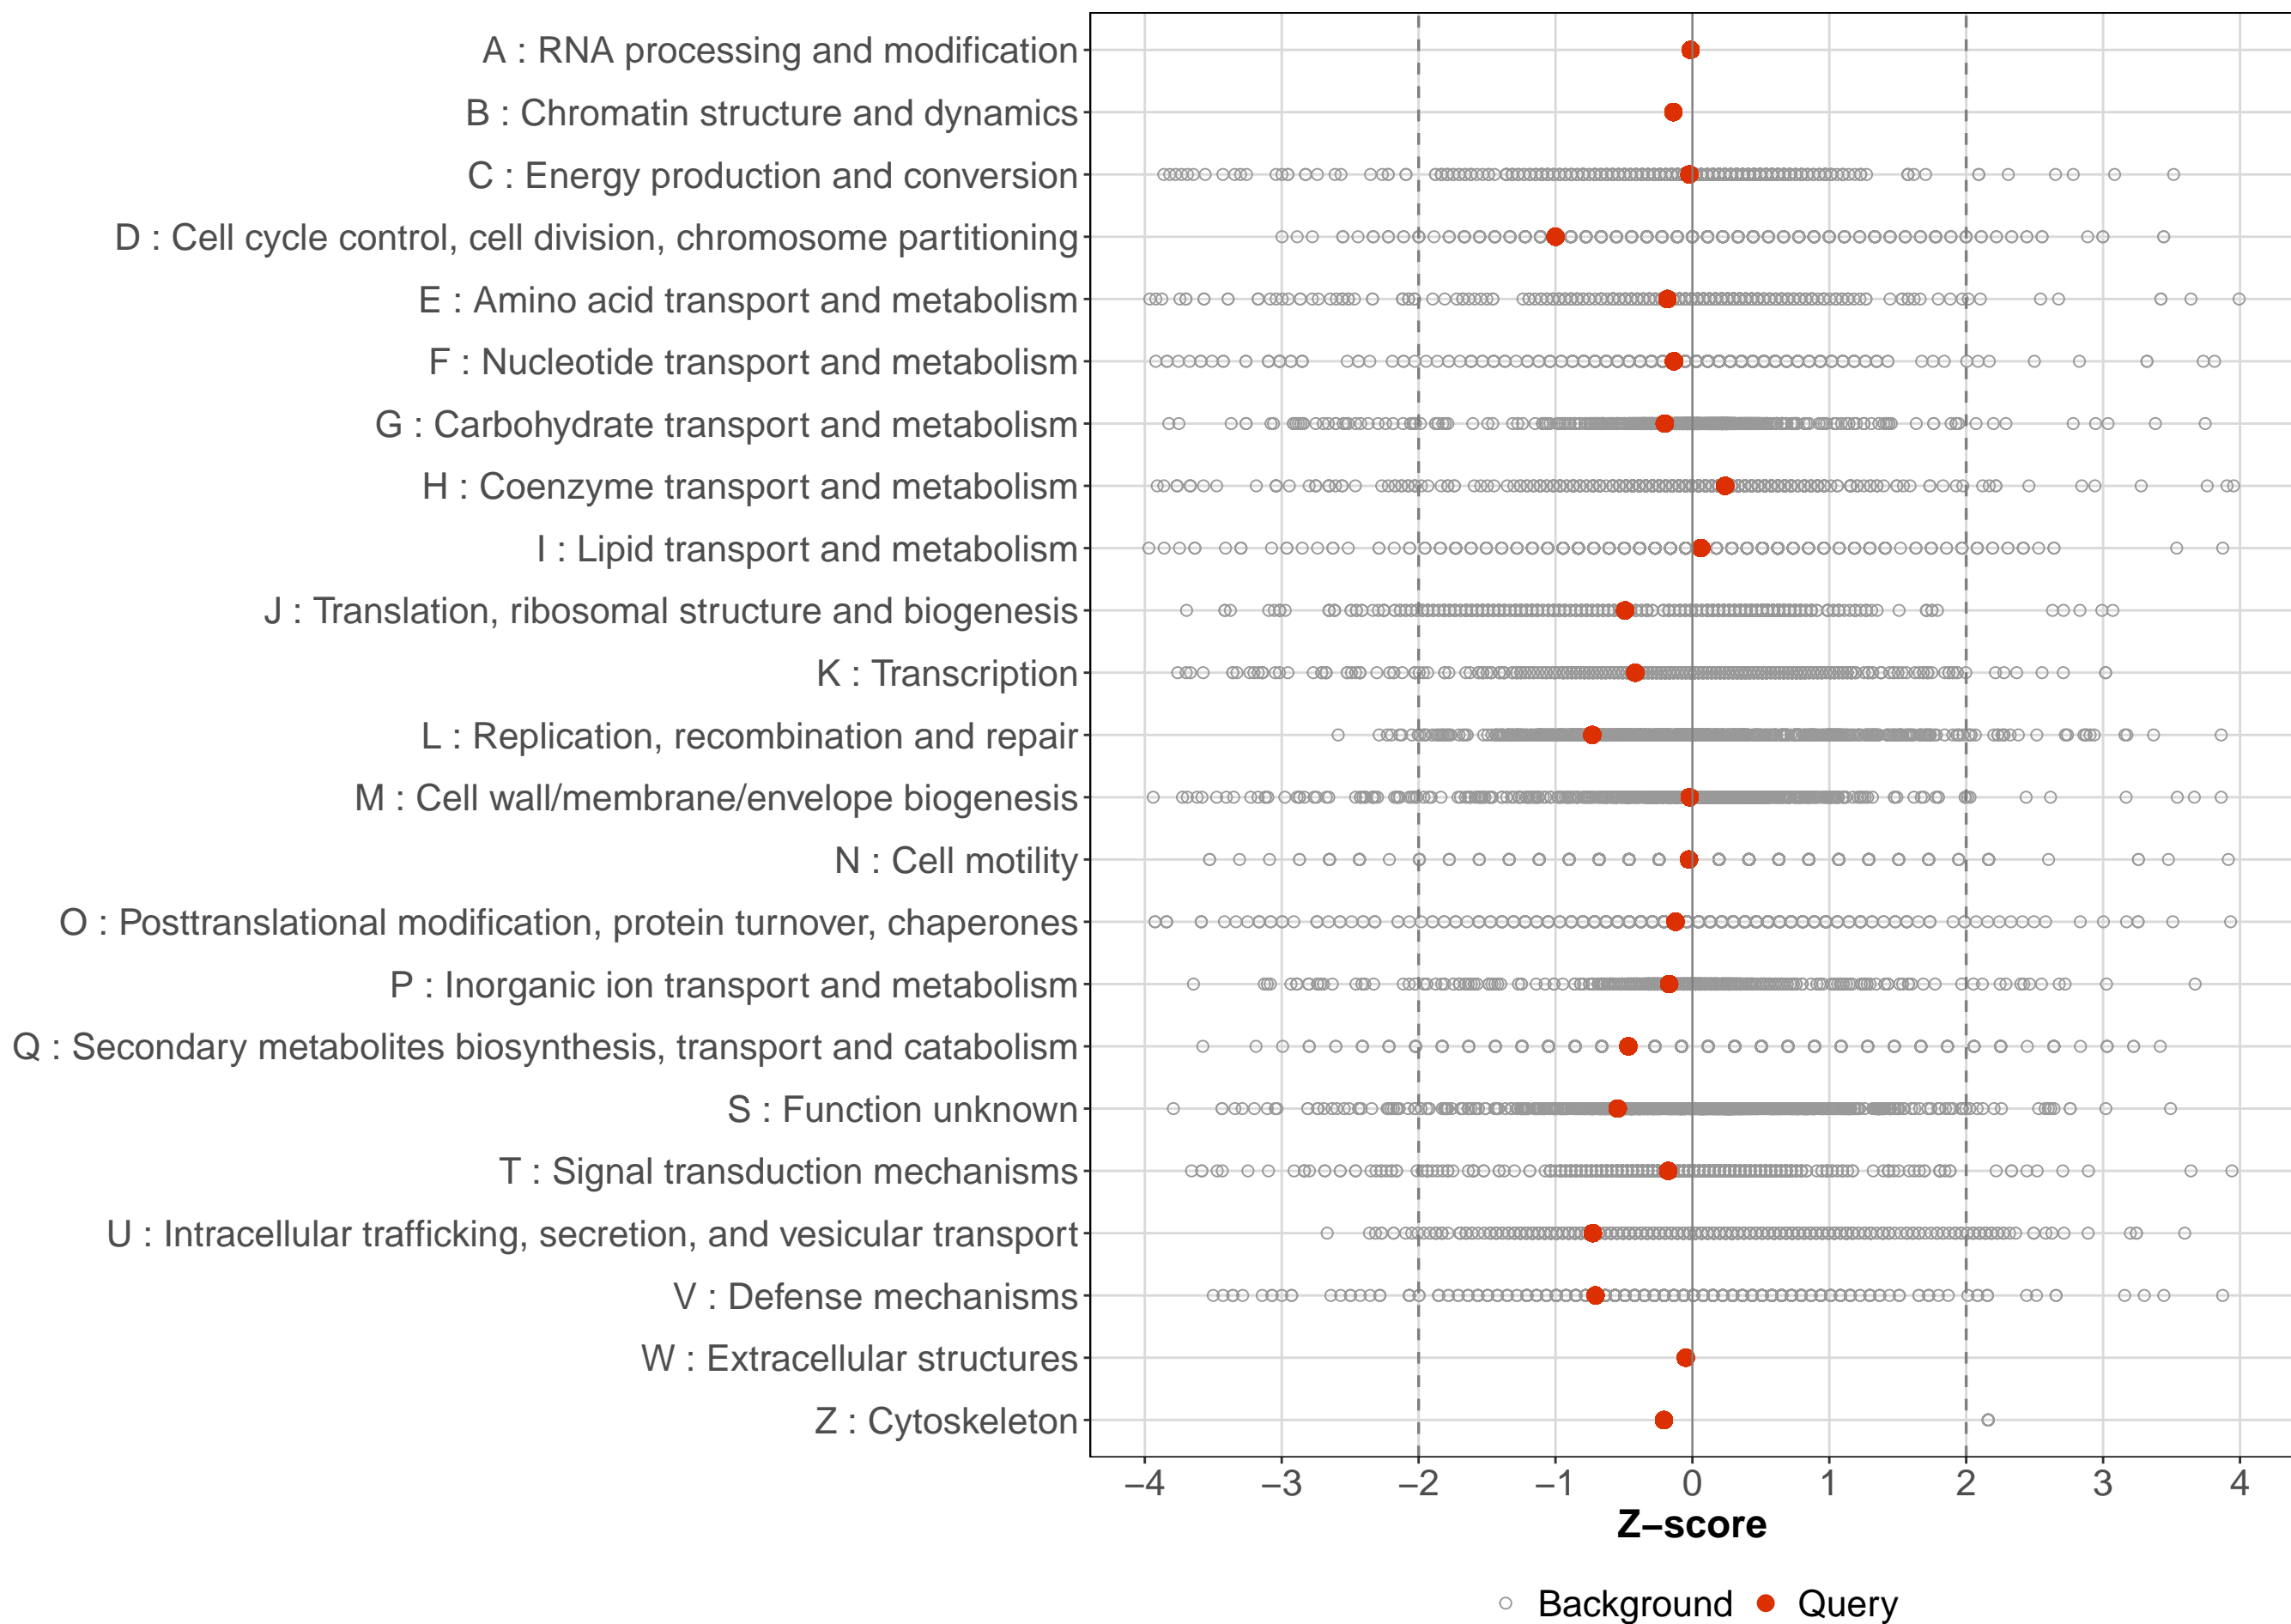 A : RNA processing and modification
B : Chromatin structure and dynamics
C : Energy production and conversion
D : Cell cycle control, cell division, chromosome partitioning
E : Amino acid transport and metabolism
F : Nucleotide transport and metabolism
G : Carbohydrate transport and metabolism
H : Coenzyme transport and metabolism
I : Lipid transport and metabolism
J : Translation, ribosomal structure and biogenesis
K : Transcription
L : Replication, recombination and repair
M : Cell wall/membrane/envelope biogenesis
N : Cell motility
O : Posttranslational modification, protein turnover, chaperones
P : Inorganic ion transport and metabolism
Q : Secondary metabolites biosynthesis, transport and catabolism
S : Function unknown
T : Signal transduction mechanisms
U : Intracellular trafficking, secretion, and vesicular transport
V : Defense mechanisms
W : Extracellular structures
Z : Cytoskeleton
−4 −3 −2 −1 0 1 2 3 4
Z−score
Background Query